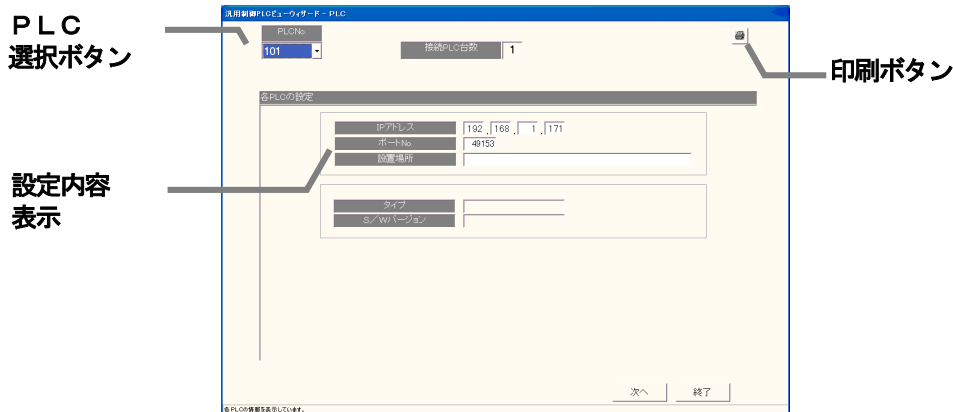 汎用制御PLCビューウィザード - PLC
ＰＬＣ
選択ボタン
PLCNo
101
接続PLC台数 1
印刷ボタン
各PLCの設定
IPアドレス 192 . 168 . 1 . 171
ポートNo. 49153
設置場所
設定内容
表示
タイプ
S／Wバージョン
次へ 終了
各PLCの情報を表示しています。